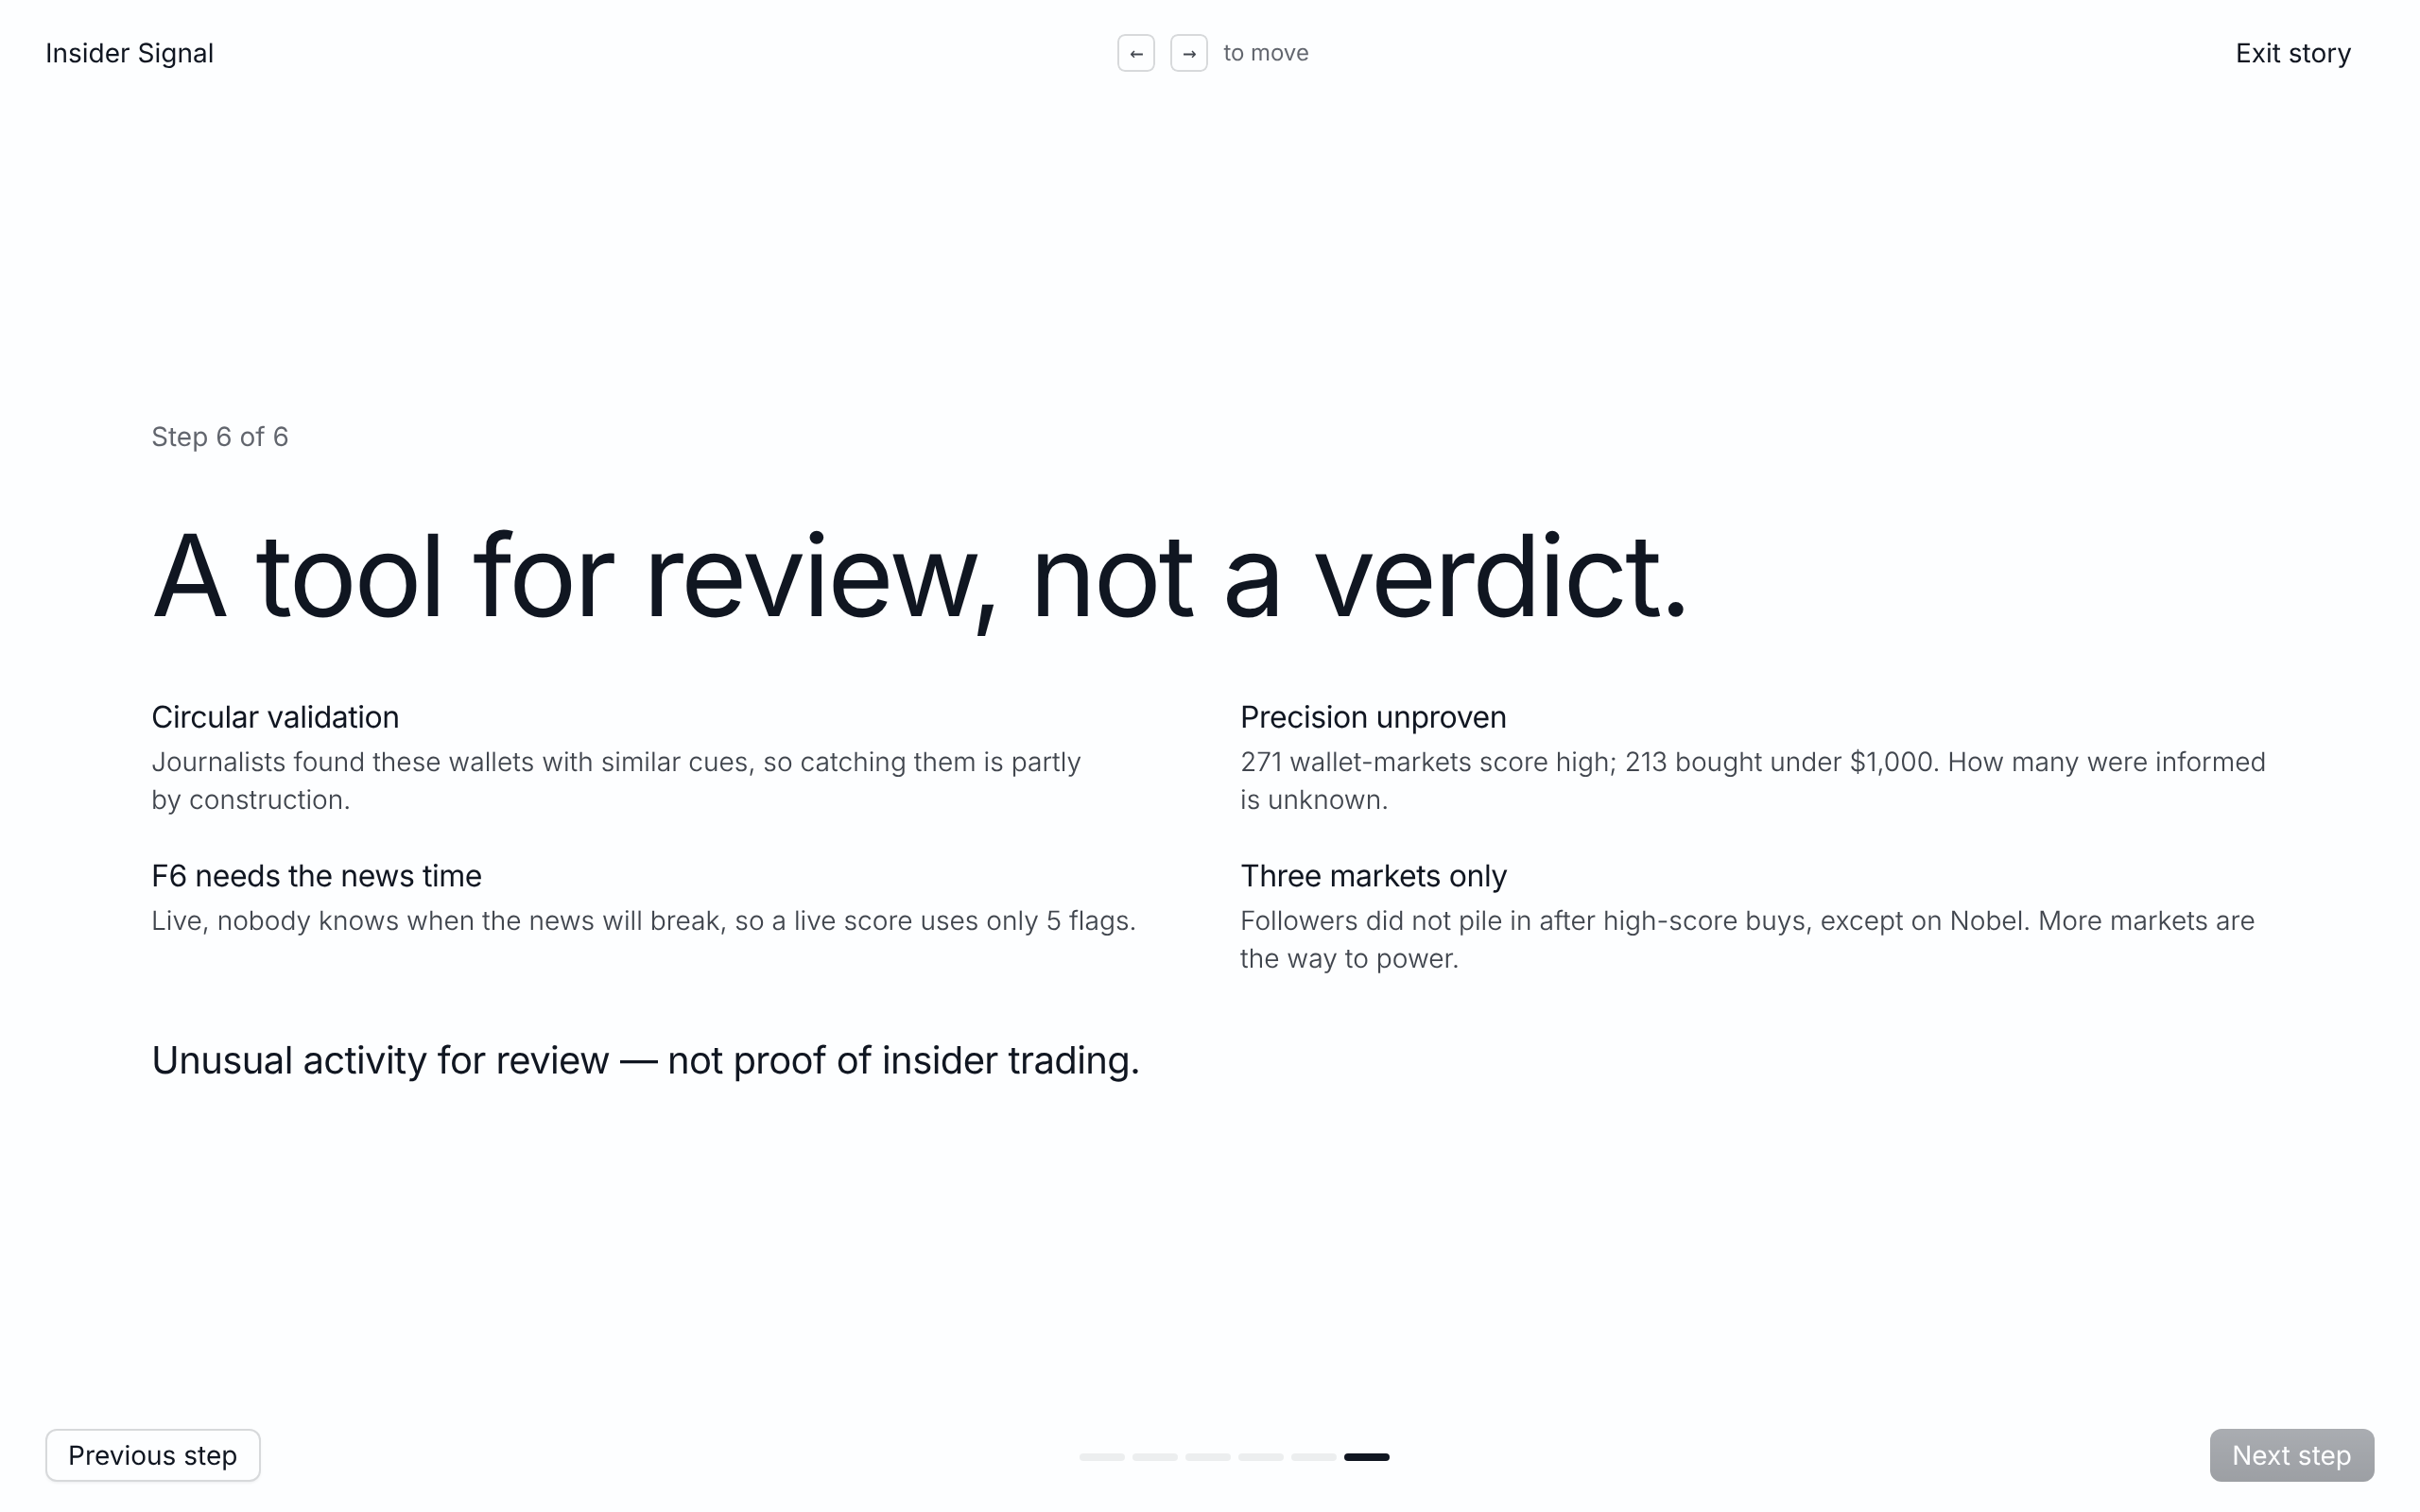 Insider Signal
← → to move
Exit story
Step 6 of 6
A tool for review, not a verdict.
Circular validation
Journalists found these wallets with similar cues, so catching them is partly
by construction.
Precision unproven
271 wallet-markets score high; 213 bought under $1,000. How many were informed
is unknown.
F6 needs the news time
Live, nobody knows when the news will break, so a live score uses only 5 flags.
Three markets only
Followers did not pile in after high-score buys, except on Nobel. More markets are
the way to power.
Unusual activity for review — not proof of insider trading.
Previous step
Next step